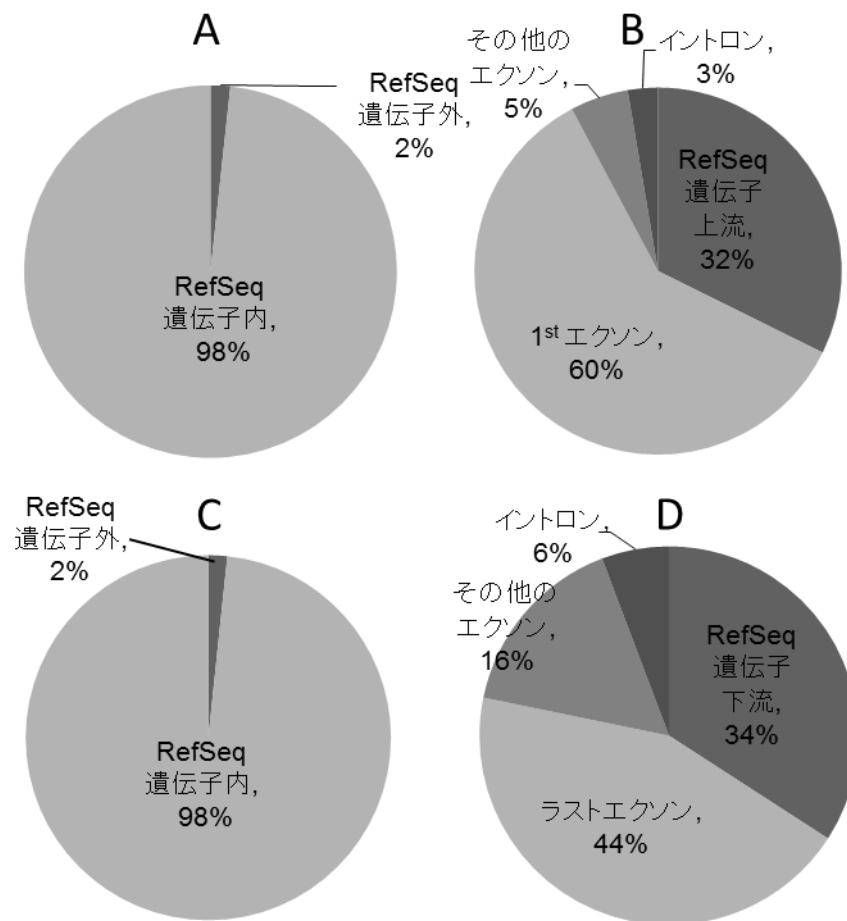 A
RefSeq
遺伝子外,
2%
RefSeq
遺伝子内,
98%
B
その他の
エクソン,
5%
イントロン,
3%
RefSeq
遺伝子
上流,
32%
1st エクソン,
60%
C
RefSeq
遺伝子外,
2%
RefSeq
遺伝子内,
98%
D
イントロン,
6%
その他の
エクソン,
16%
RefSeq
遺伝子
下流,
34%
ラストエクソン,
44%